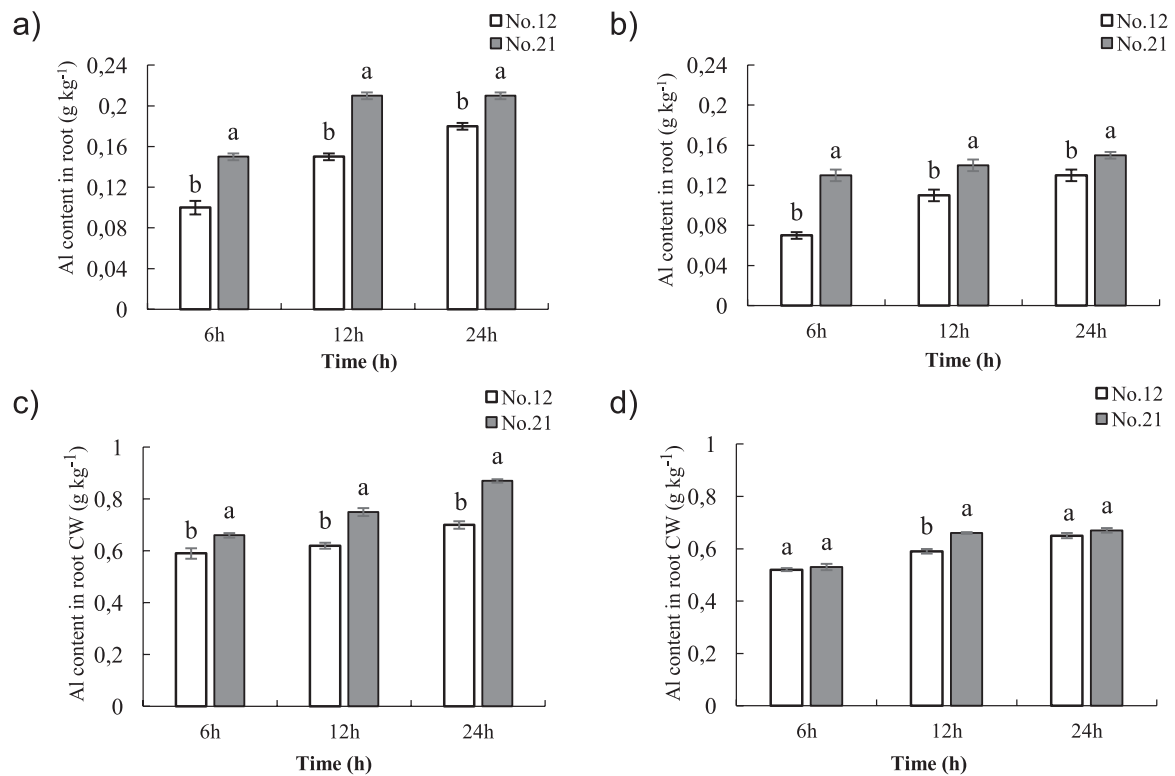 a)
No.12
No.21
Al content in root (g kg-1)
0,24
0,2
0,16
0,12
0,08
0,04
0
b
a
b
a
b
a
6h
12h
24h
Time (h)
b)
No.12
No.21
Al content in root (g kg-1)
0,24
0,2
0,16
0,12
0,08
0,04
0
b
a
b
a
b
a
6h
12h
24h
Time (h)
c)
No.12
No.21
Al content in root CW (g kg-1)
1
0,8
0,6
0,4
0,2
0
b
a
b
a
b
a
6h
12h
24h
Time (h)
d)
No.12
No.21
Al content in root CW (g kg-1)
1
0,8
0,6
0,4
0,2
0
a
a
b
a
a
a
6h
12h
24h
Time (h)